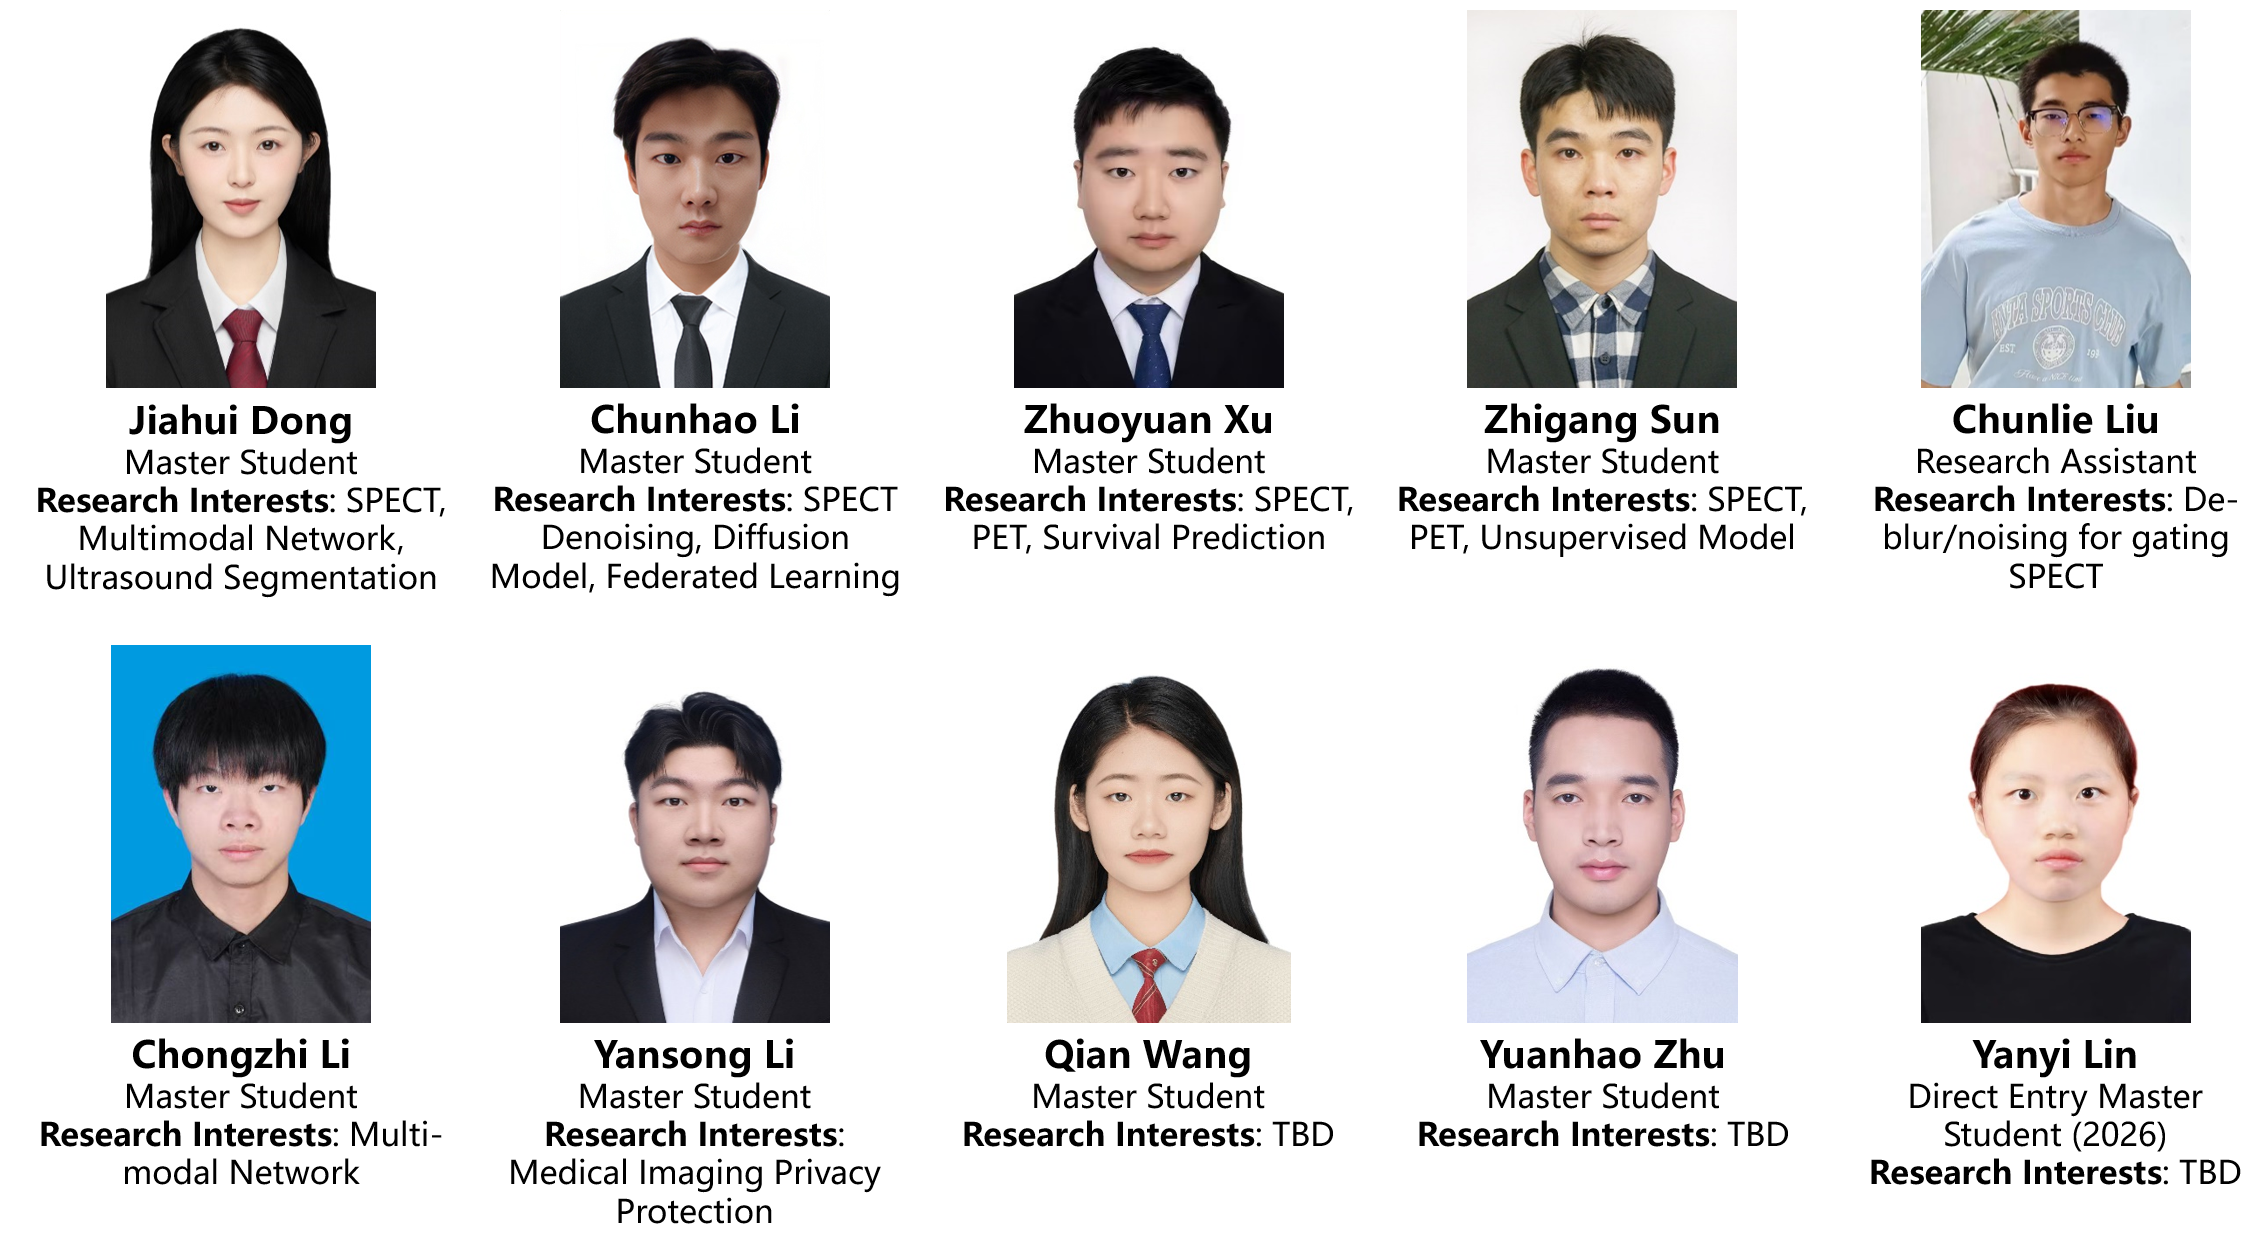 SPORTS CLUB
EST
Jiahui Dong
Master Student
Research Interests: SPECT,
Multimodal Network,
Ultrasound Segmentation
Chunhao Li
Master Student
Research Interests: SPECT
Denoising, Diffusion
Model, Federated Learning
Zhuoyuan Xu
Master Student
Research Interests: SPECT,
PET, Survival Prediction
Zhigang Sun
Master Student
Research Interests: SPECT,
PET, Unsupervised Model
Chunlie Liu
Research Assistant
Research Interests: De-
blur/noising for gating
SPECT
Chongzhi Li
Master Student
Research Interests: Multi-
modal Network
Yansong Li
Master Student
Research Interests:
Medical Imaging Privacy
Protection
Qian Wang
Master Student
Research Interests: TBD
Yuanhao Zhu
Master Student
Research Interests: TBD
Yanyi Lin
Direct Entry Master
Student (2026)
Research Interests: TBD